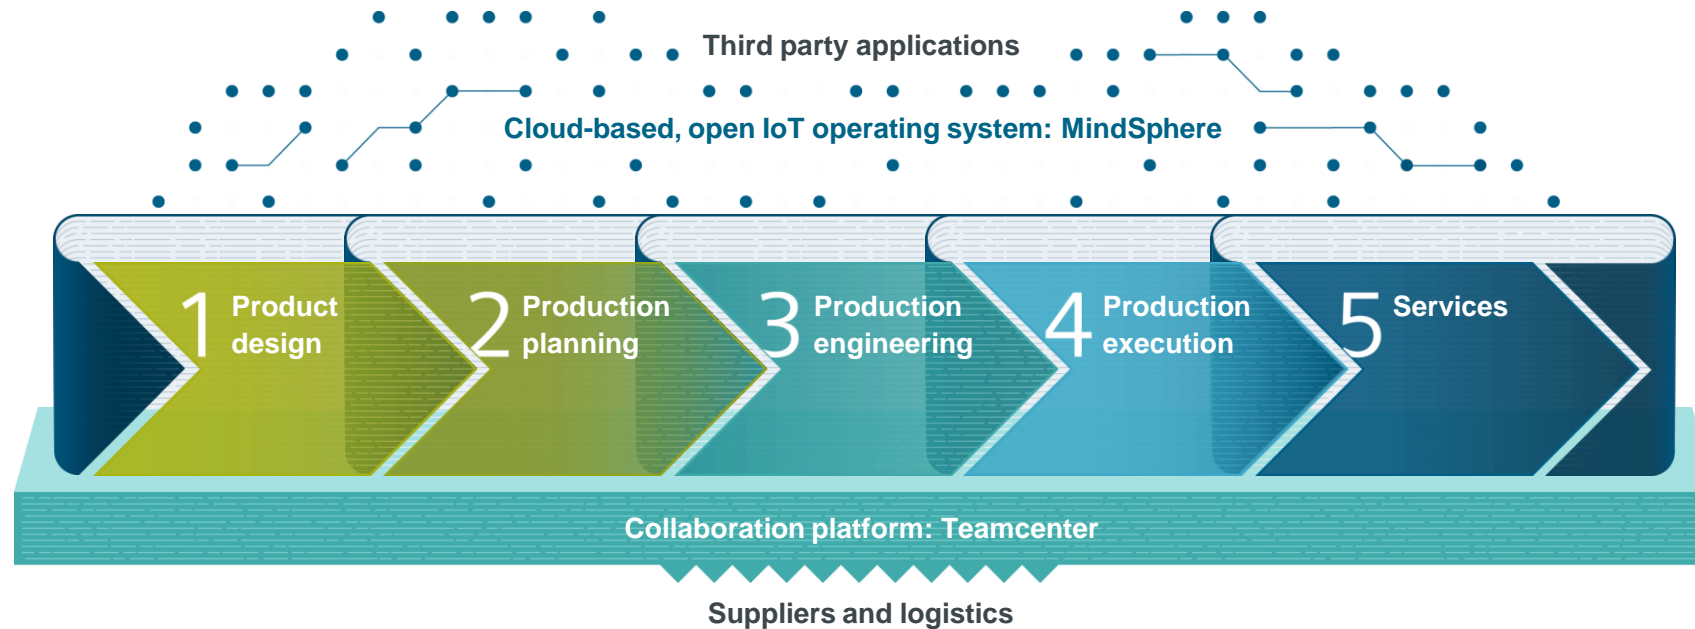 Third party applications
Cloud-based, open IoT operating system: MindSphere
1 Product
design
2 Production
planning
3 Production
engineering
4 Production
execution
5 Services
Collaboration platform: Teamcenter
Suppliers and logistics